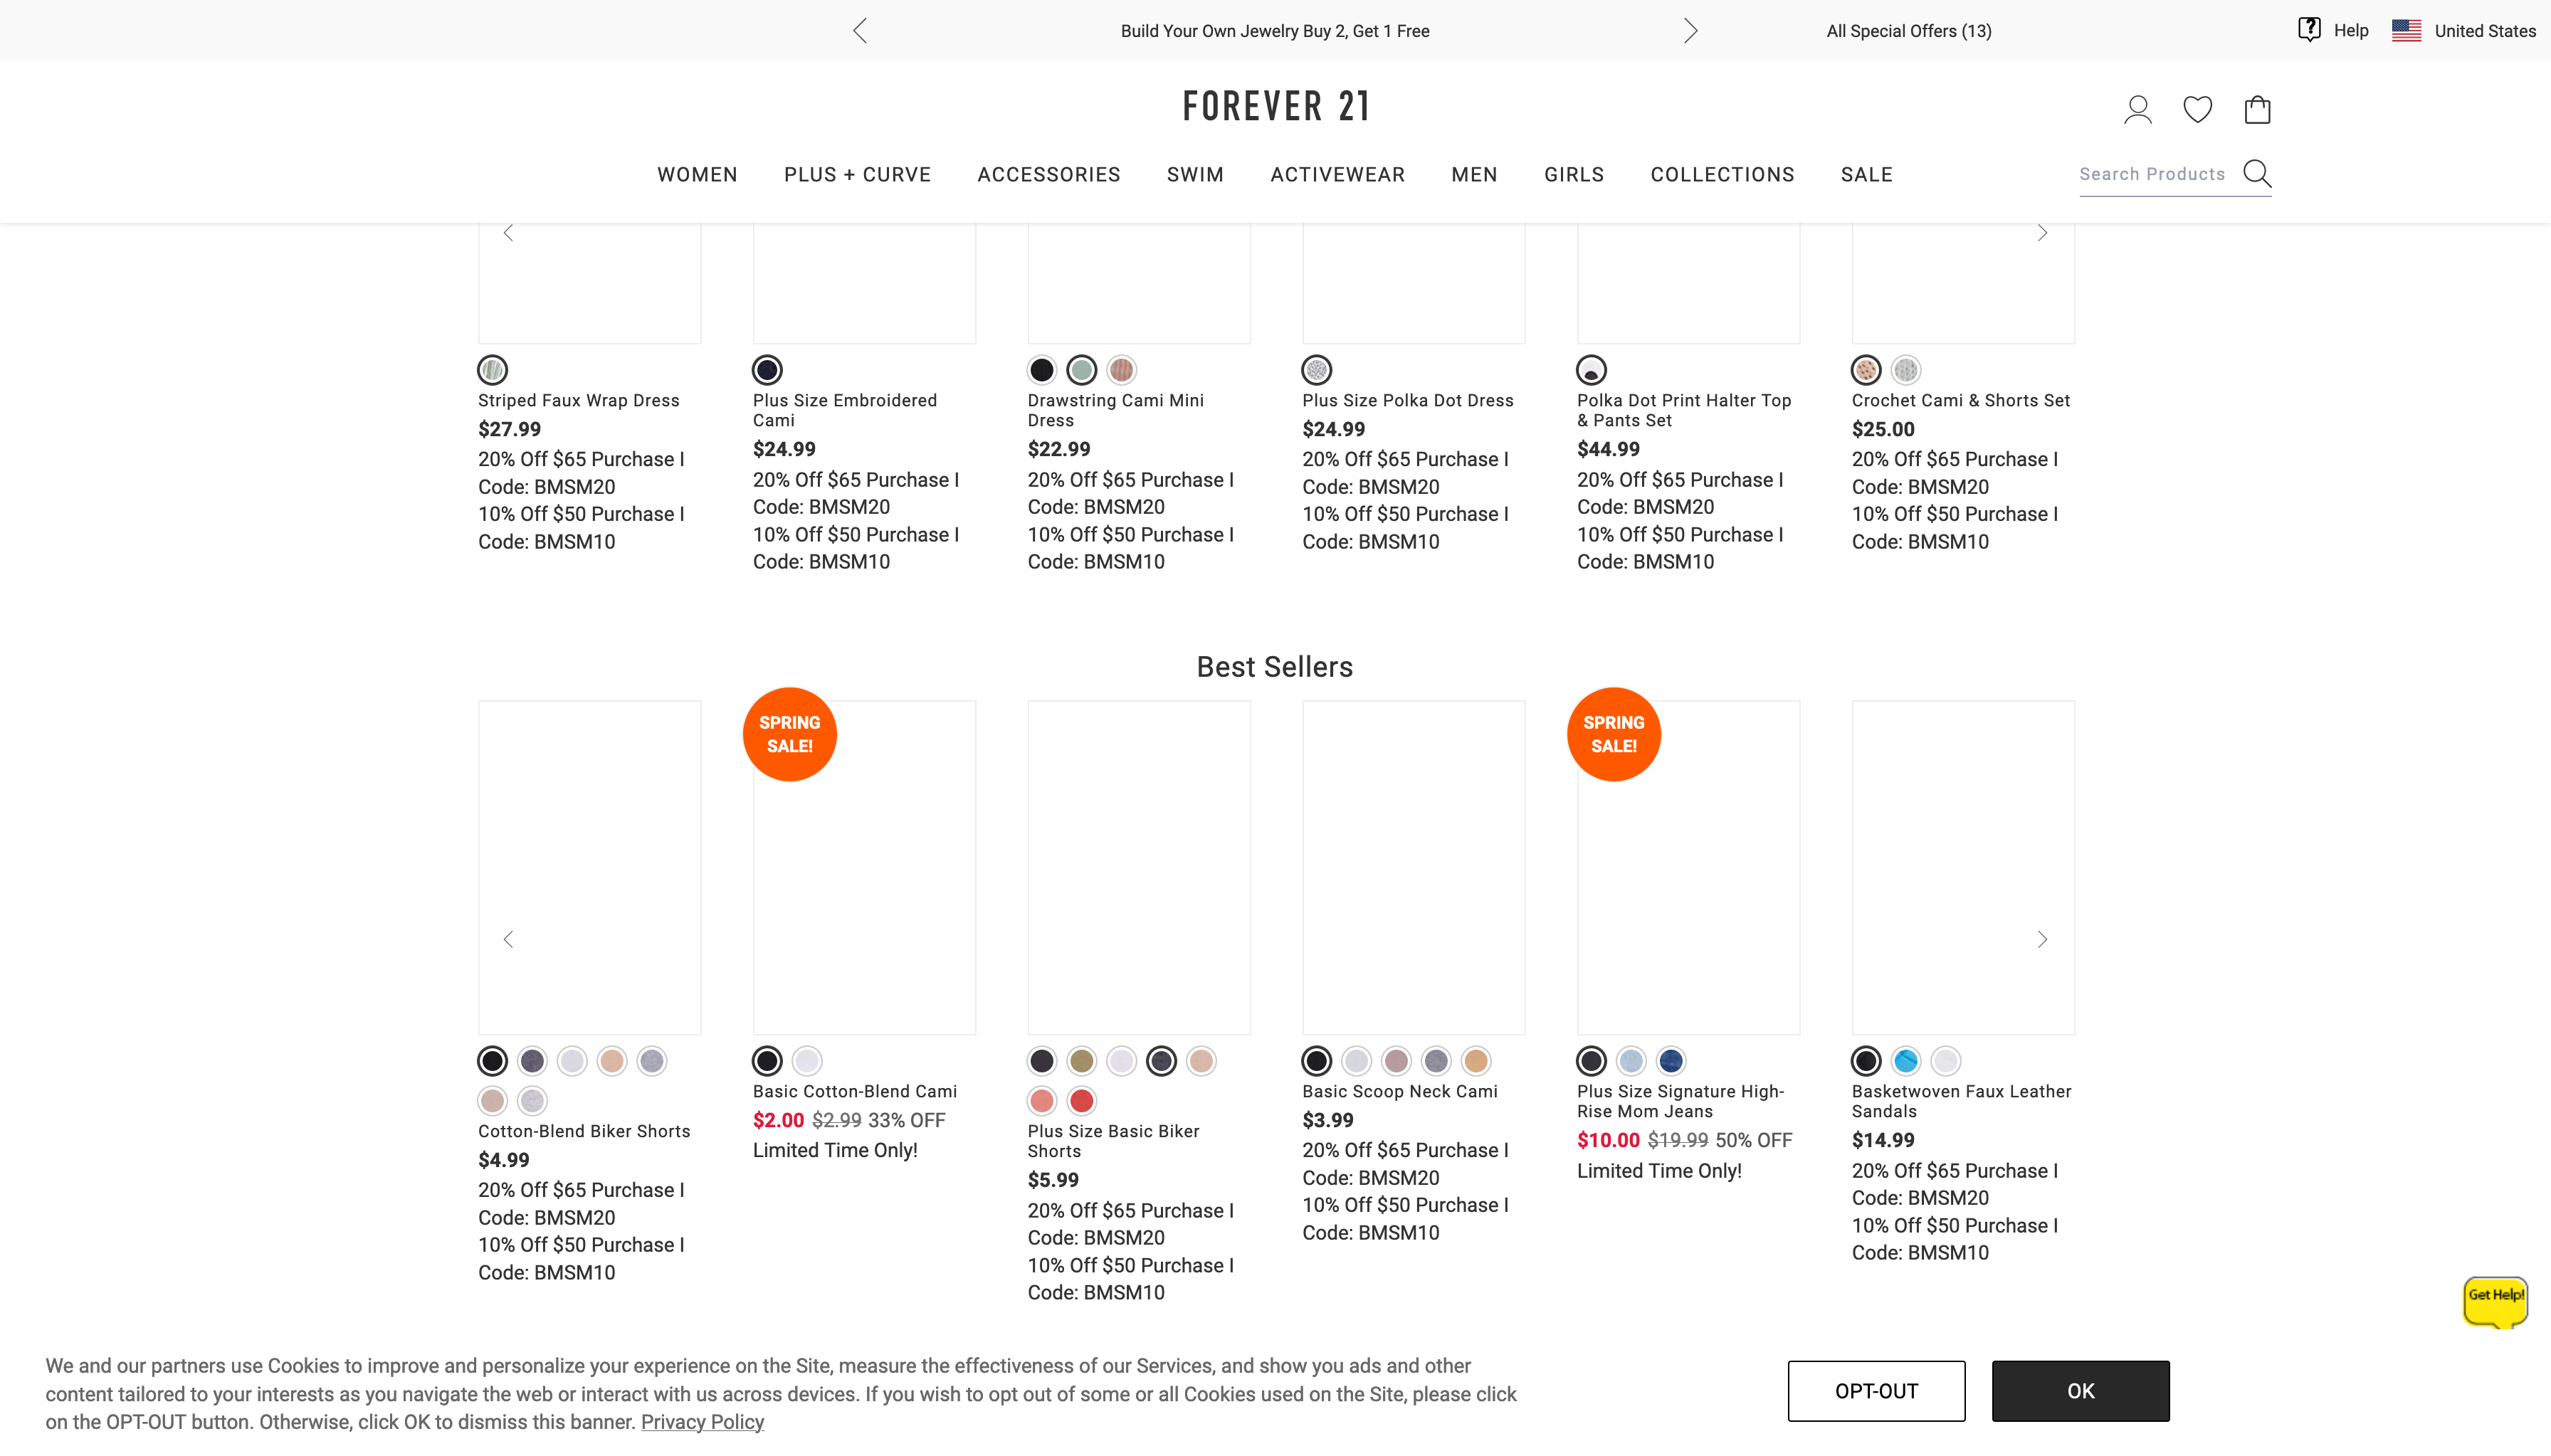 Build Your Own Jewelry Buy 2, Get 1 Free
All Special Offers (13)
Help
United States
FOREVER 21
WOMEN
PLUS + CURVE
ACCESSORIES
SWIM
ACTIVEWEAR
MEN
GIRLS
COLLECTIONS
SALE
Search Products
Striped Faux Wrap Dress
$27.99
20% Off $65 Purchase I
Code: BMSM20
10% Off $50 Purchase I
Code: BMSM10
Plus Size Embroidered
Cami
$24.99
20% Off $65 Purchase I
Code: BMSM20
10% Off $50 Purchase I
Code: BMSM10
Drawstring Cami Mini
Dress
$22.99
20% Off $65 Purchase I
Code: BMSM20
10% Off $50 Purchase I
Code: BMSM10
Plus Size Polka Dot Dress
$24.99
20% Off $65 Purchase I
Code: BMSM20
10% Off $50 Purchase I
Code: BMSM10
Polka Dot Print Halter Top
& Pants Set
$44.99
20% Off $65 Purchase I
Code: BMSM20
10% Off $50 Purchase I
Code: BMSM10
Crochet Cami & Shorts Set
$25.00
20% Off $65 Purchase I
Code: BMSM20
10% Off $50 Purchase I
Code: BMSM10
Best Sellers
Cotton-Blend Biker Shorts
$4.99
20% Off $65 Purchase I
Code: BMSM20
10% Off $50 Purchase I
Code: BMSM10
SPRING
SALE!
Basic Cotton-Blend Cami
$2.00 $2.99 33% OFF
Limited Time Only!
Plus Size Basic Biker
Shorts
$5.99
20% Off $65 Purchase I
Code: BMSM20
10% Off $50 Purchase I
Code: BMSM10
Basic Scoop Neck Cami
$3.99
20% Off $65 Purchase I
Code: BMSM20
10% Off $50 Purchase I
Code: BMSM10
SPRING
SALE!
Plus Size Signature High-
Rise Mom Jeans
$10.00 $19.99 50% OFF
Limited Time Only!
Basketwoven Faux Leather
Sandals
$14.99
20% Off $65 Purchase I
Code: BMSM20
10% Off $50 Purchase I
Code: BMSM10
Get Help!
We and our partners use Cookies to improve and personalize your experience on the Site, measure the effectiveness of our Services, and show you ads and other
content tailored to your interests as you navigate the web or interact with us across devices. If you wish to opt out of some or all Cookies used on the Site, please click
on the OPT-OUT button. Otherwise, click OK to dismiss this banner. Privacy Policy
OPT-OUT
OK